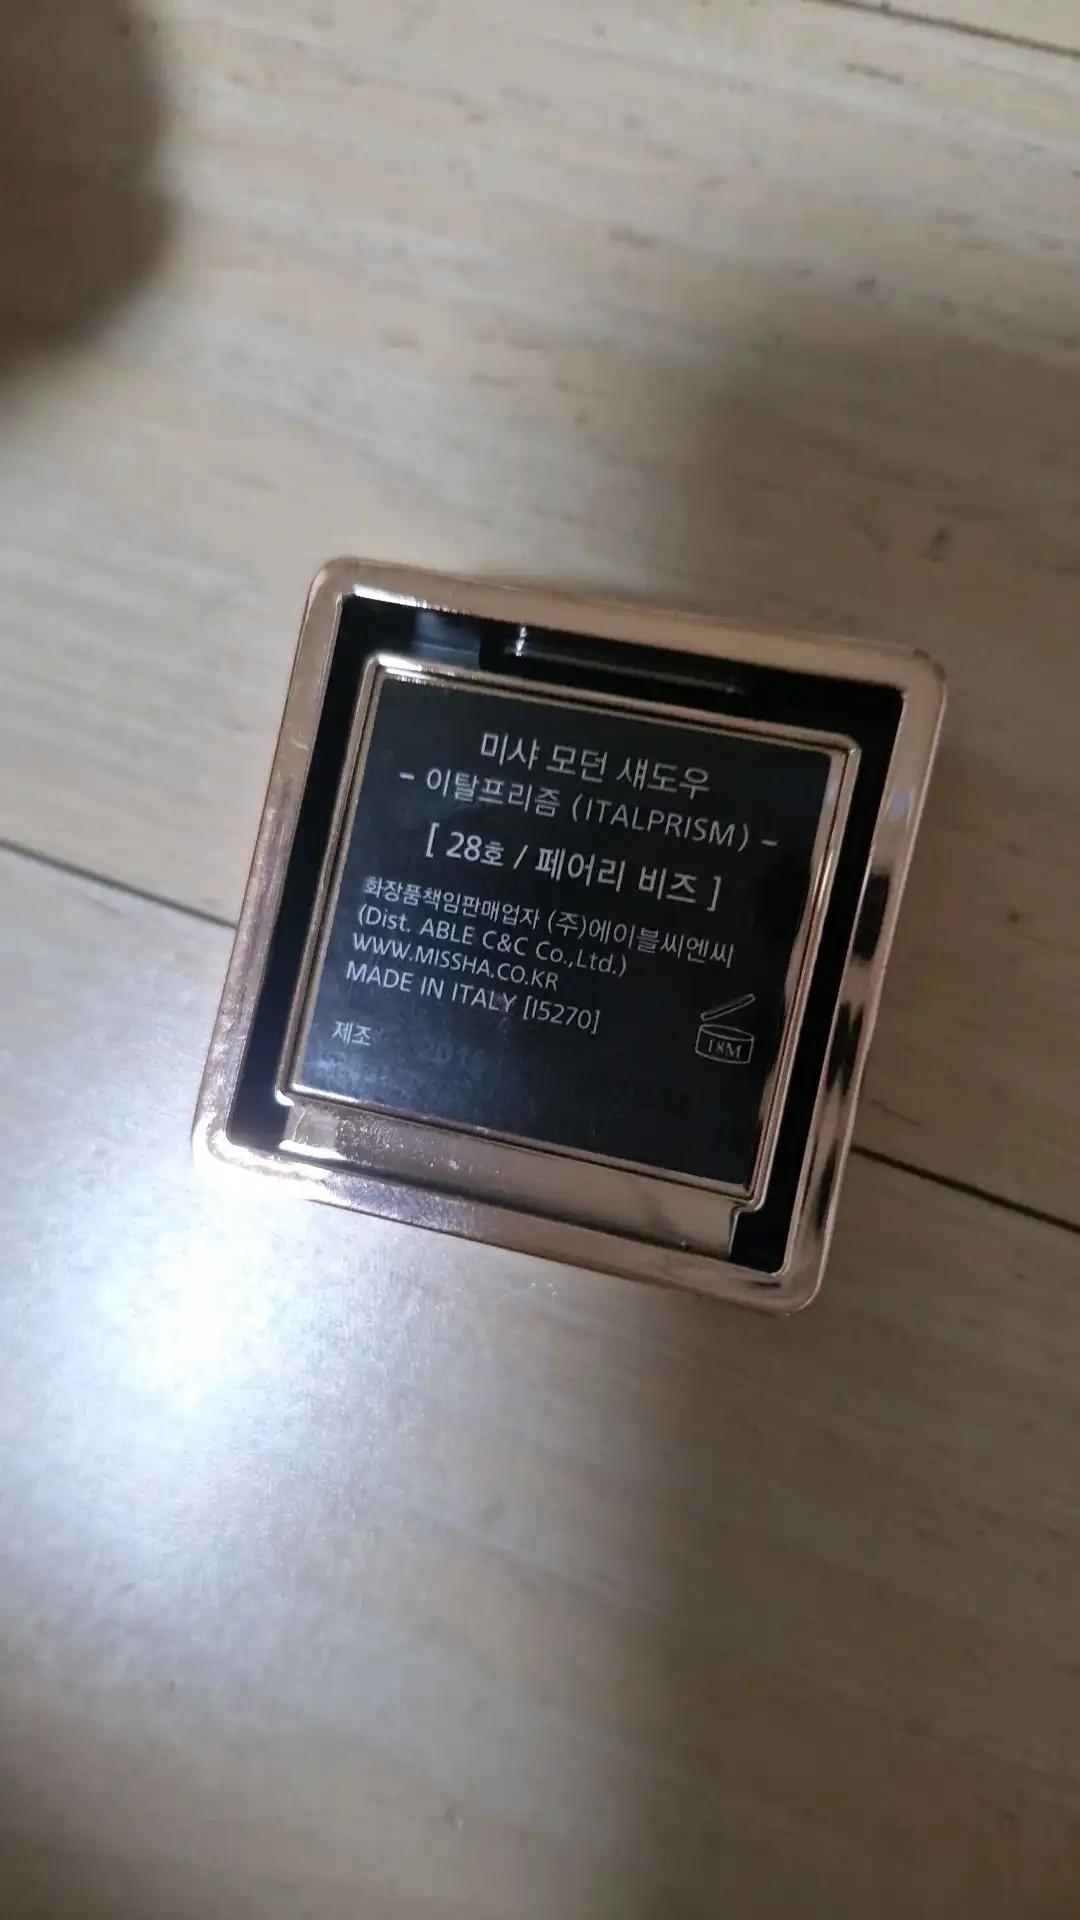 미샤 모던 섀도우
- 이탈프리즘 (ITALPRISM) -
[ 28호 / 페어리 비즈 ]
화장품책임판매업자 (주)에이블씨엔씨
(Dist. ABLE C&C Co.,Ltd.)
WWW.MISSHA.CO.KR
MADE IN ITALY [I5270]
18M
제조